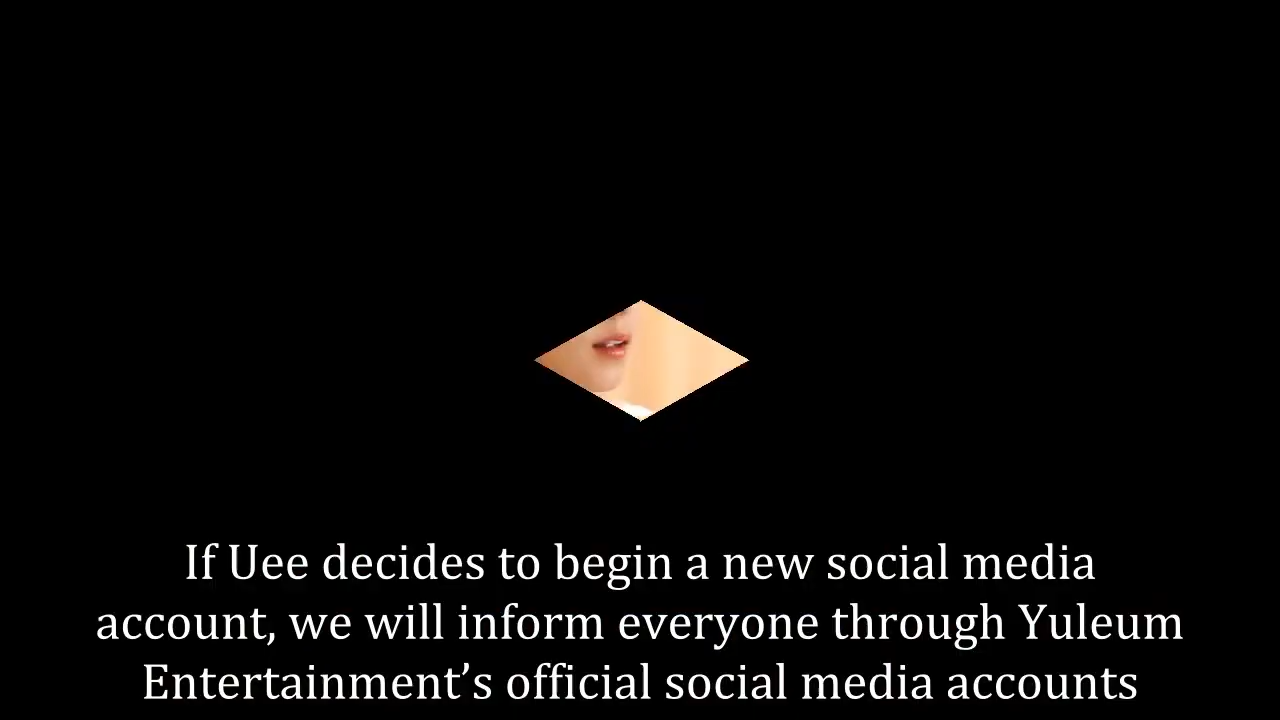 If Uee decides to begin a new social media
account, we will inform everyone through Yuleum
Entertainment’s official social media accounts